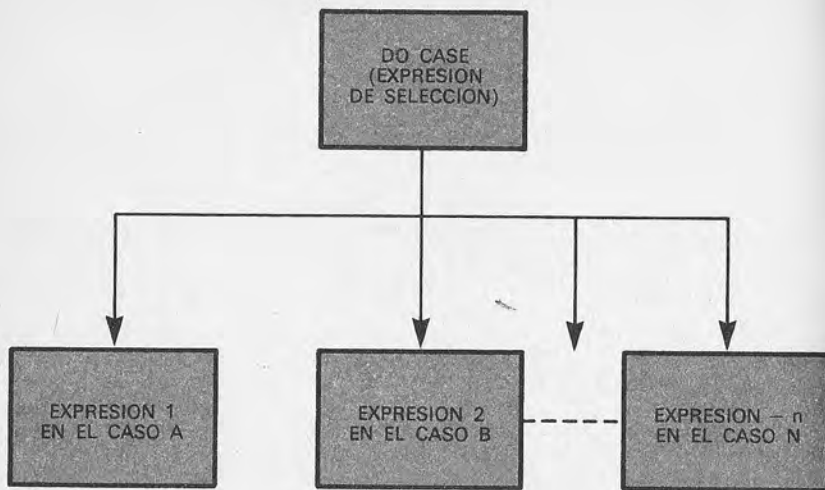 DO CASE
(EXPRESION
DE SELECCION)
EXPRESION 1
EN EL CASO A
EXPRESION 2
EN EL CASO B
EXPRESION – n
EN EL CASO N